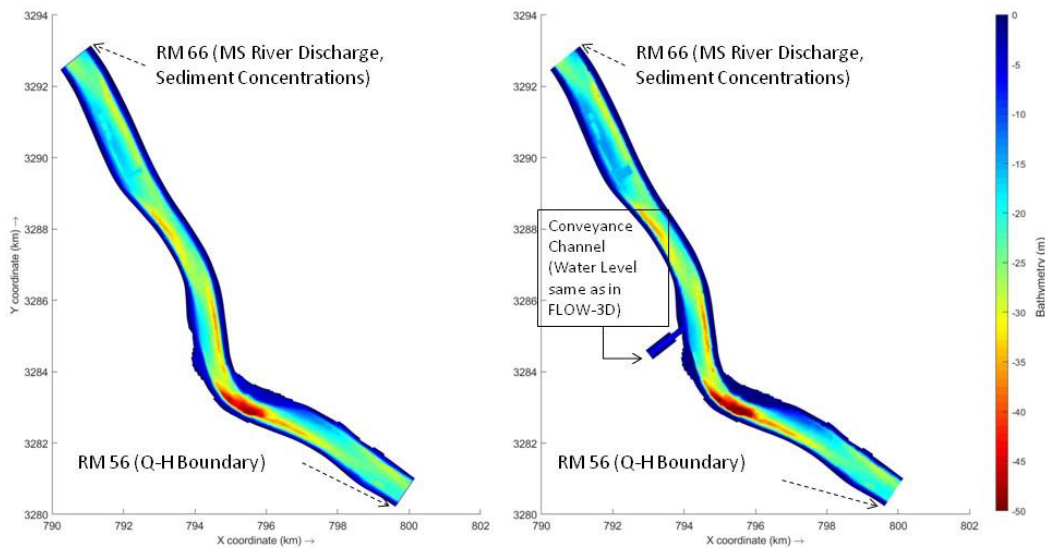 3294
3292
3290
3288
3286
3284
3282
3280
Y coordinate (km) →
790
792
794
796
798
800
802
X coordinate (km) →
RM 66 (MS River Discharge,
Sediment Concentrations)
RM 56 (Q-H Boundary)
3294
3292
3290
3288
3286
3284
3282
3280
790
792
794
796
798
800
802
X coordinate (km) →
RM 66 (MS River Discharge,
Sediment Concentrations)
Conveyance
Channel
(Water Level
same as in
FLOW-3D)
RM 56 (Q-H Boundary)
0
-5
-10
-15
-20
-25
-30
-35
-40
-45
-50
Bathymetry (m)